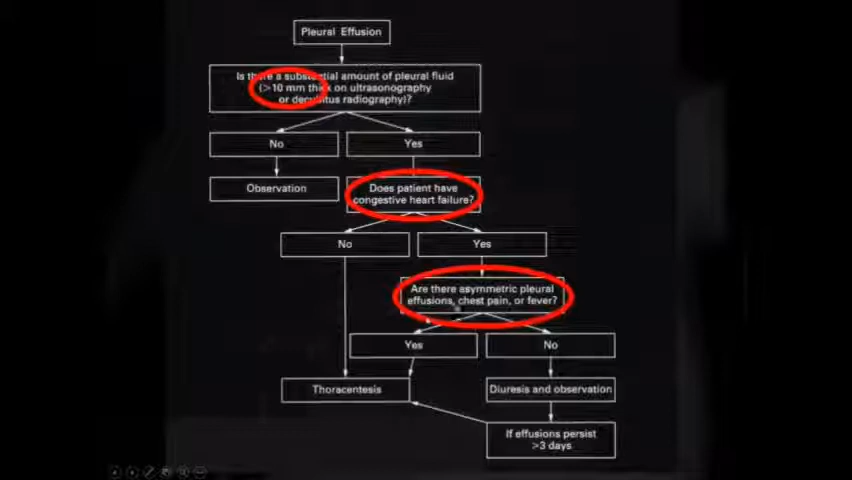 Pleural Effusion
Is there a substantial amount of pleural fluid
(>10 mm thick on ultrasonography
or decubitus radiography)?
No
Yes
Observation
Does patient have
congestive heart failure?
No
Yes
Are there asymmetric pleural
effusions, chest pain, or fever?
Yes
No
Thoracentesis
Diuresis and observation
If effusions persist
>3 days